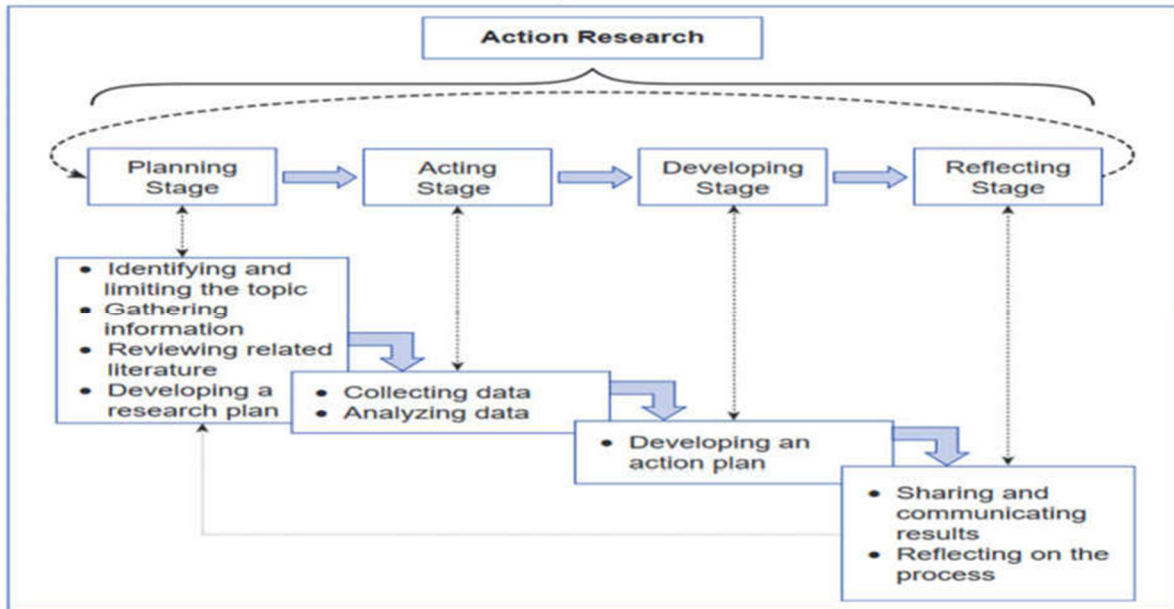 Action Research
Planning
Stage
Acting
Stage
Developing
Stage
Reflecting
Stage
• Identifying and
limiting the topic
• Gathering
information
• Reviewing related
literature
• Developing a
research plan
• Collecting data
• Analyzing data
• Developing an
action plan
• Sharing and
communicating
results
• Reflecting on the
process